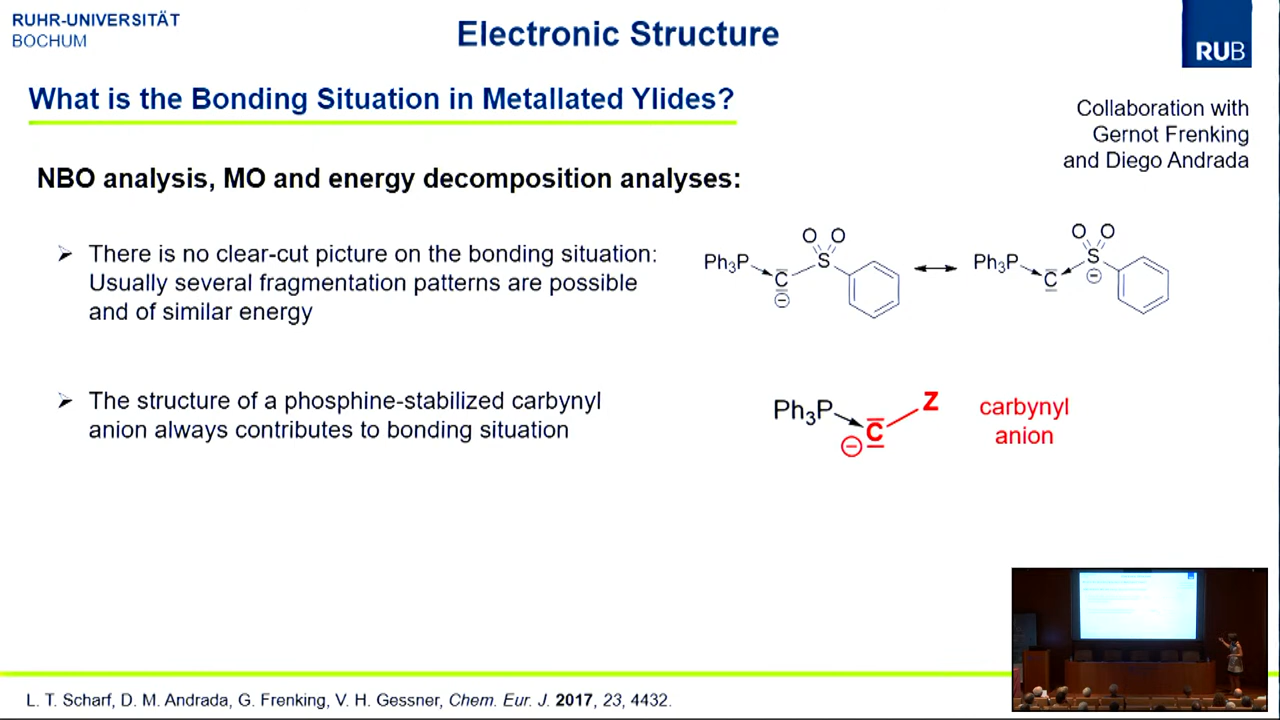 RUHR-UNIVERSITÄT
BOCHUM
Electronic Structure
RUB
What is the Bonding Situation in Metallated Ylides?
Collaboration with
Gernot Frenking
and Diego Andrada
NBO analysis, MO and energy decomposition analyses:
There is no clear-cut picture on the bonding situation:
Usually several fragmentation patterns are possible
and of similar energy
O O
Ph3P C S
O O
Ph3P C S
The structure of a phosphine-stabilized carbynyl
anion always contributes to bonding situation
Ph3P C Z
carbynyl
anion
L. T. Scharf, D. M. Andrada, G. Frenking, V. H. Gessner, Chem. Eur. J. 2017, 23, 4432.